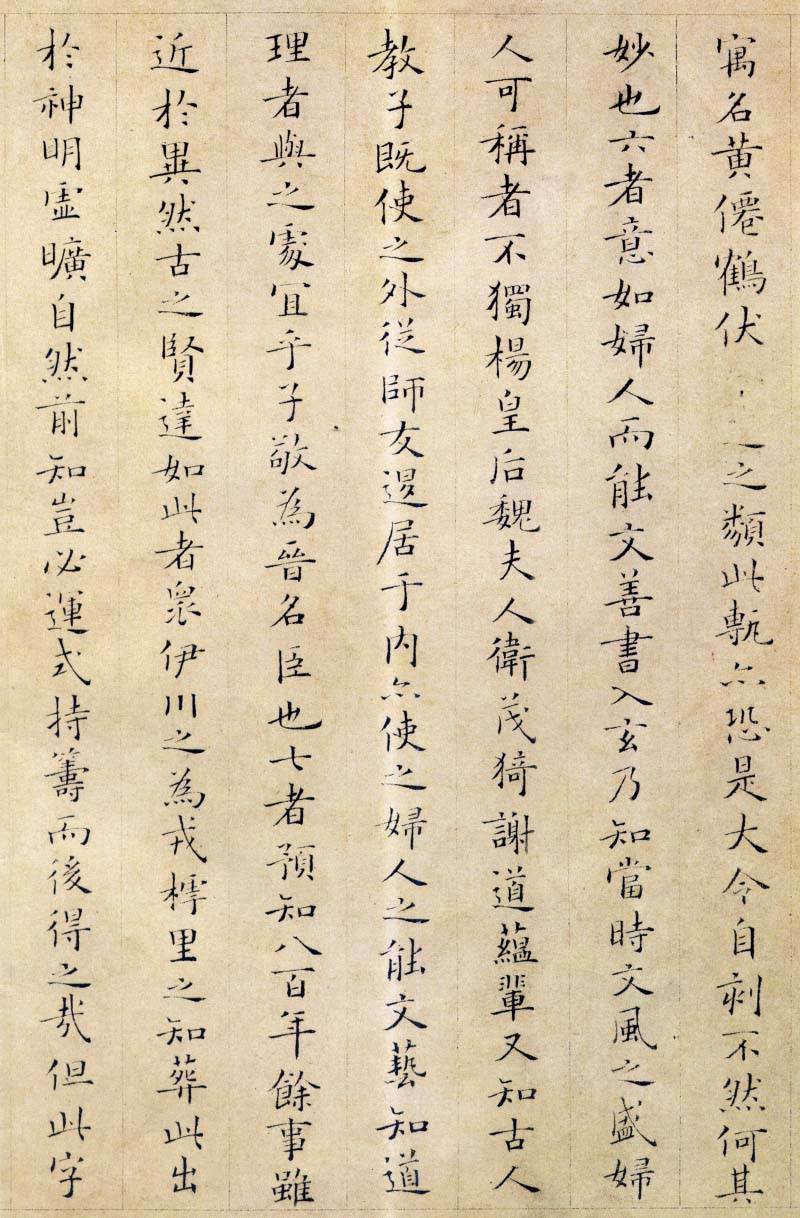 寓名黃僊鶴伏之類此甎亦恐是大令自刻不然何其
妙也六者意如婦人而能文善書入玄乃知當時文風之盛婦
人可稱者不獨楊皇后魏夫人衛茂猗謝道蘊輩又知古人
教子既使之外從師友退居于內亦使之婦人之能文藝知道
理者與之處宜乎子敬為晉名臣也七者預知八百年餘事雖
近於異然古之賢達如此者眾伊川之為戎樗里之知葬此出
於神明虛曠自然前知豈必運式持籌而後得之哉但此字